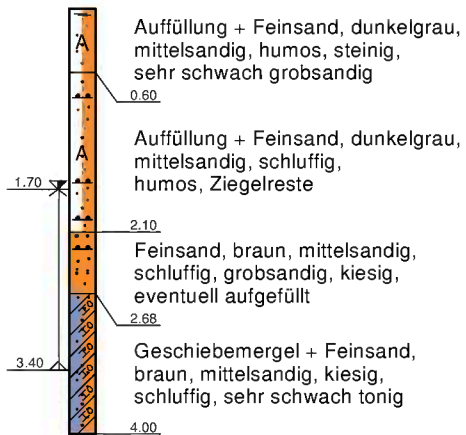 A
Auffüllung + Feinsand, dunkelgrau,
mittelsandig, humos, steinig,
sehr schwach grobsandig
0.60
A
Auffüllung + Feinsand, dunkelgrau,
mittelsandig, schluffig,
humos, Ziegelreste
1.70
2.10
Feinsand, braun, mittelsandig,
schluffig, grobsandig, kiesig,
eventuell aufgefüllt
2.68
Geschiebemergel + Feinsand,
braun, mittelsandig, kiesig,
schluffig, sehr schwach tonig
3.40
4.00